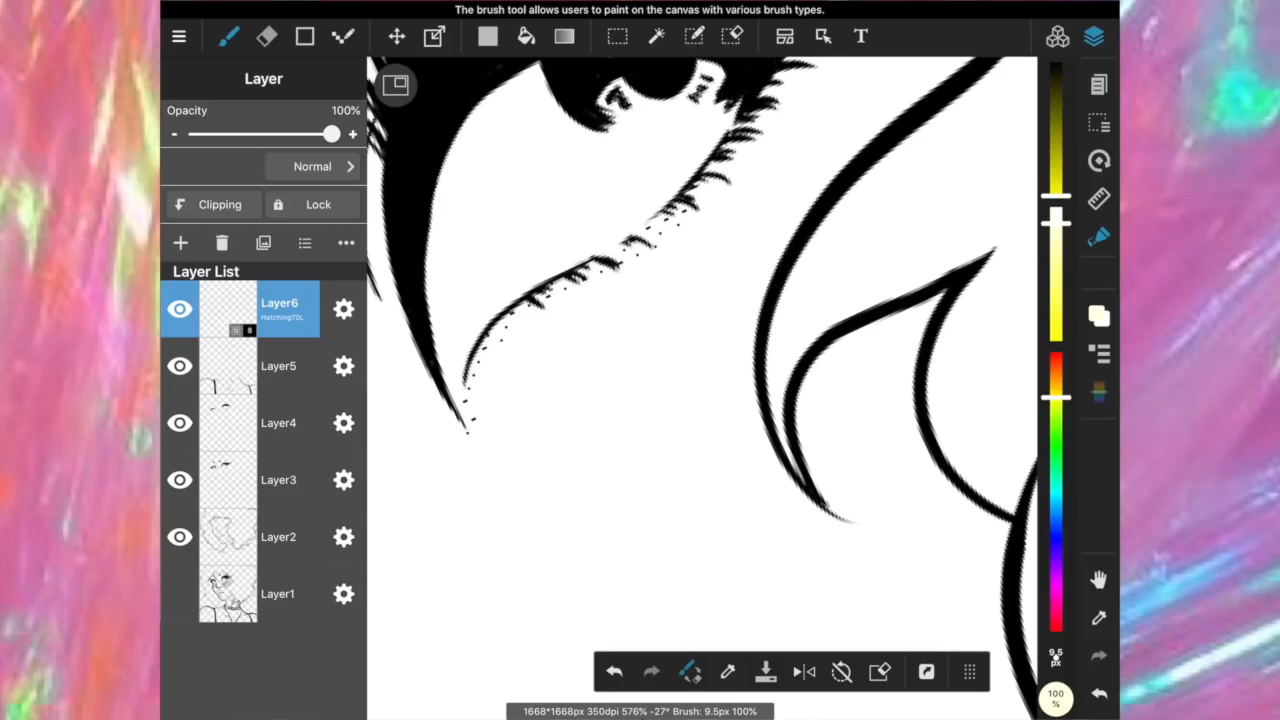 The brush tool allows users to paint on the canvas with various brush types.
T
Layer
Opacity 100%
- +
Normal
Clipping Lock
Layer List
Layer6
Hatching70L
8
Layer5
Layer4
Layer3
Layer2
Layer1
9.5
px
100
%
1668*1668px 350dpi 576% -27° Brush: 9.5px 100%